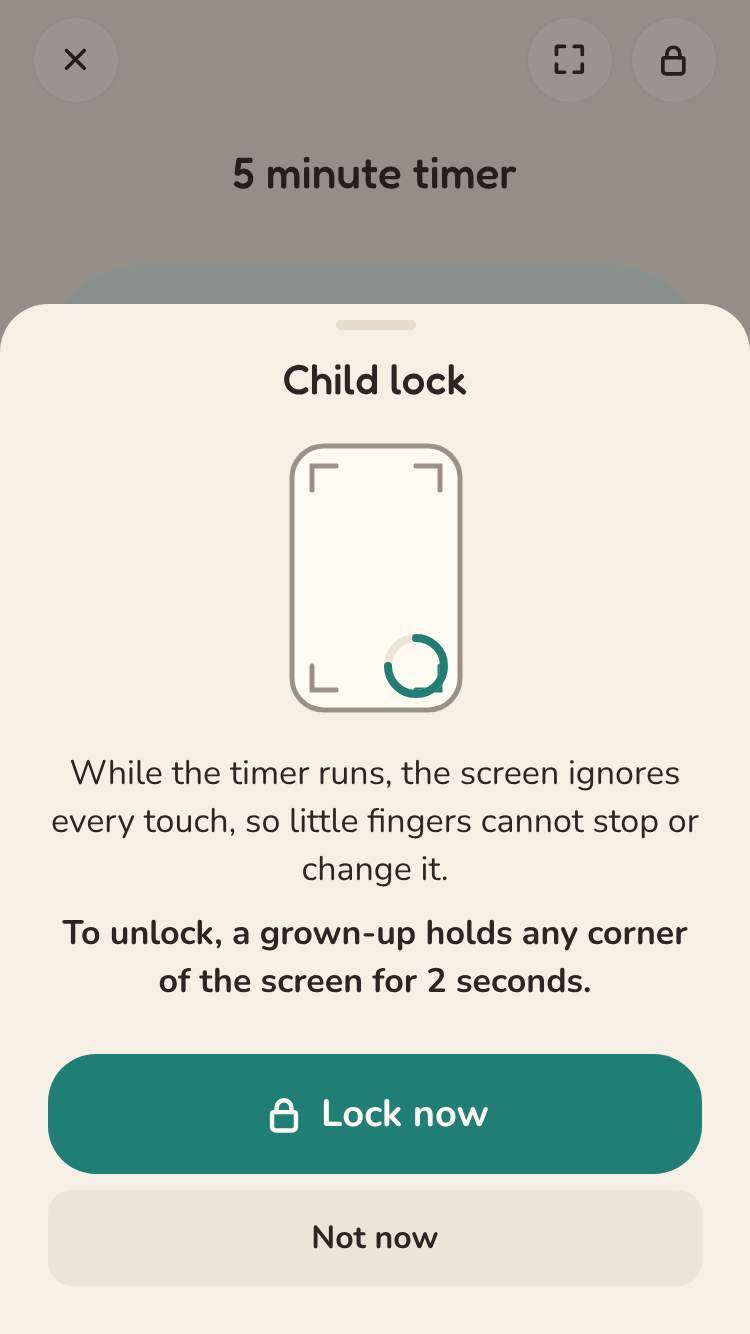 5 minute timer
Child lock
While the timer runs, the screen ignores
every touch, so little fingers cannot stop or
change it.
To unlock, a grown-up holds any corner
of the screen for 2 seconds.
Lock now
Not now